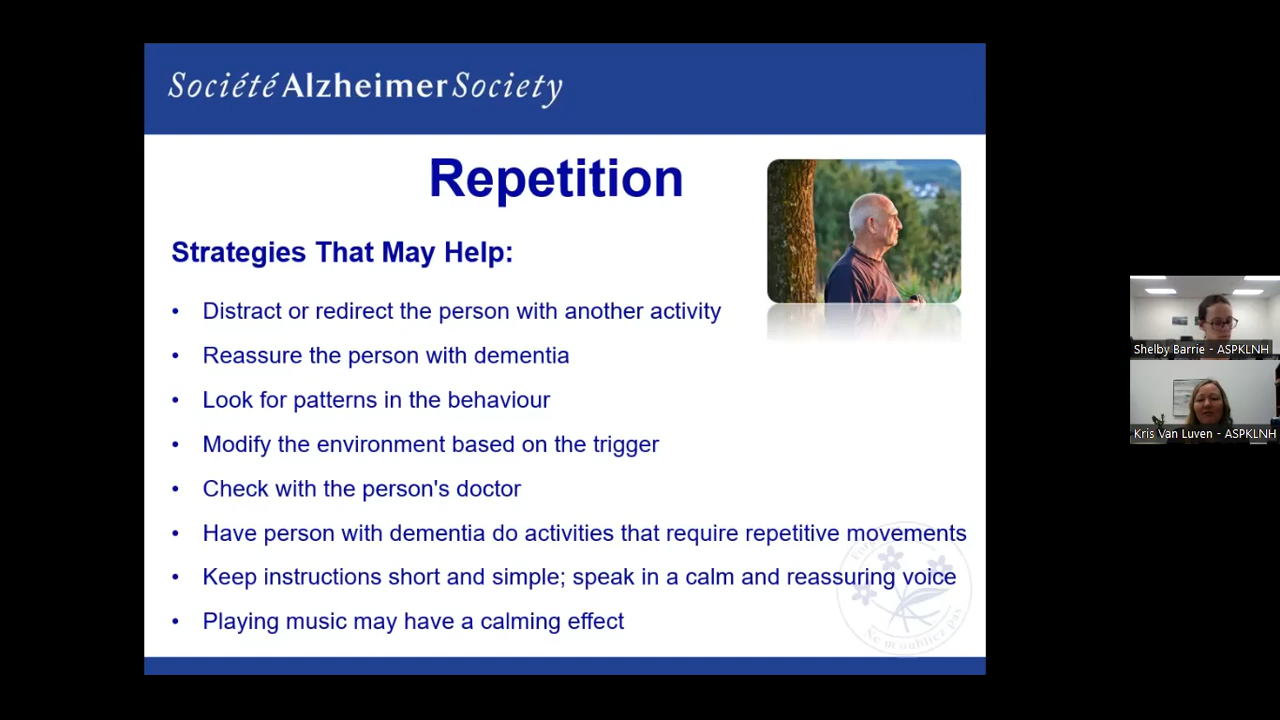 Société Alzheimer Society
Repetition
Strategies That May Help:
• Distract or redirect the person with another activity
• Reassure the person with dementia
• Look for patterns in the behaviour
• Modify the environment based on the trigger
• Check with the person's doctor
• Have person with dementia do activities that require repetitive movements
• Keep instructions short and simple; speak in a calm and reassuring voice
• Playing music may have a calming effect
Ne m'oubliez pas
Shelby Barrie - ASPKLNH
Kris Van Luven - ASPKLNH